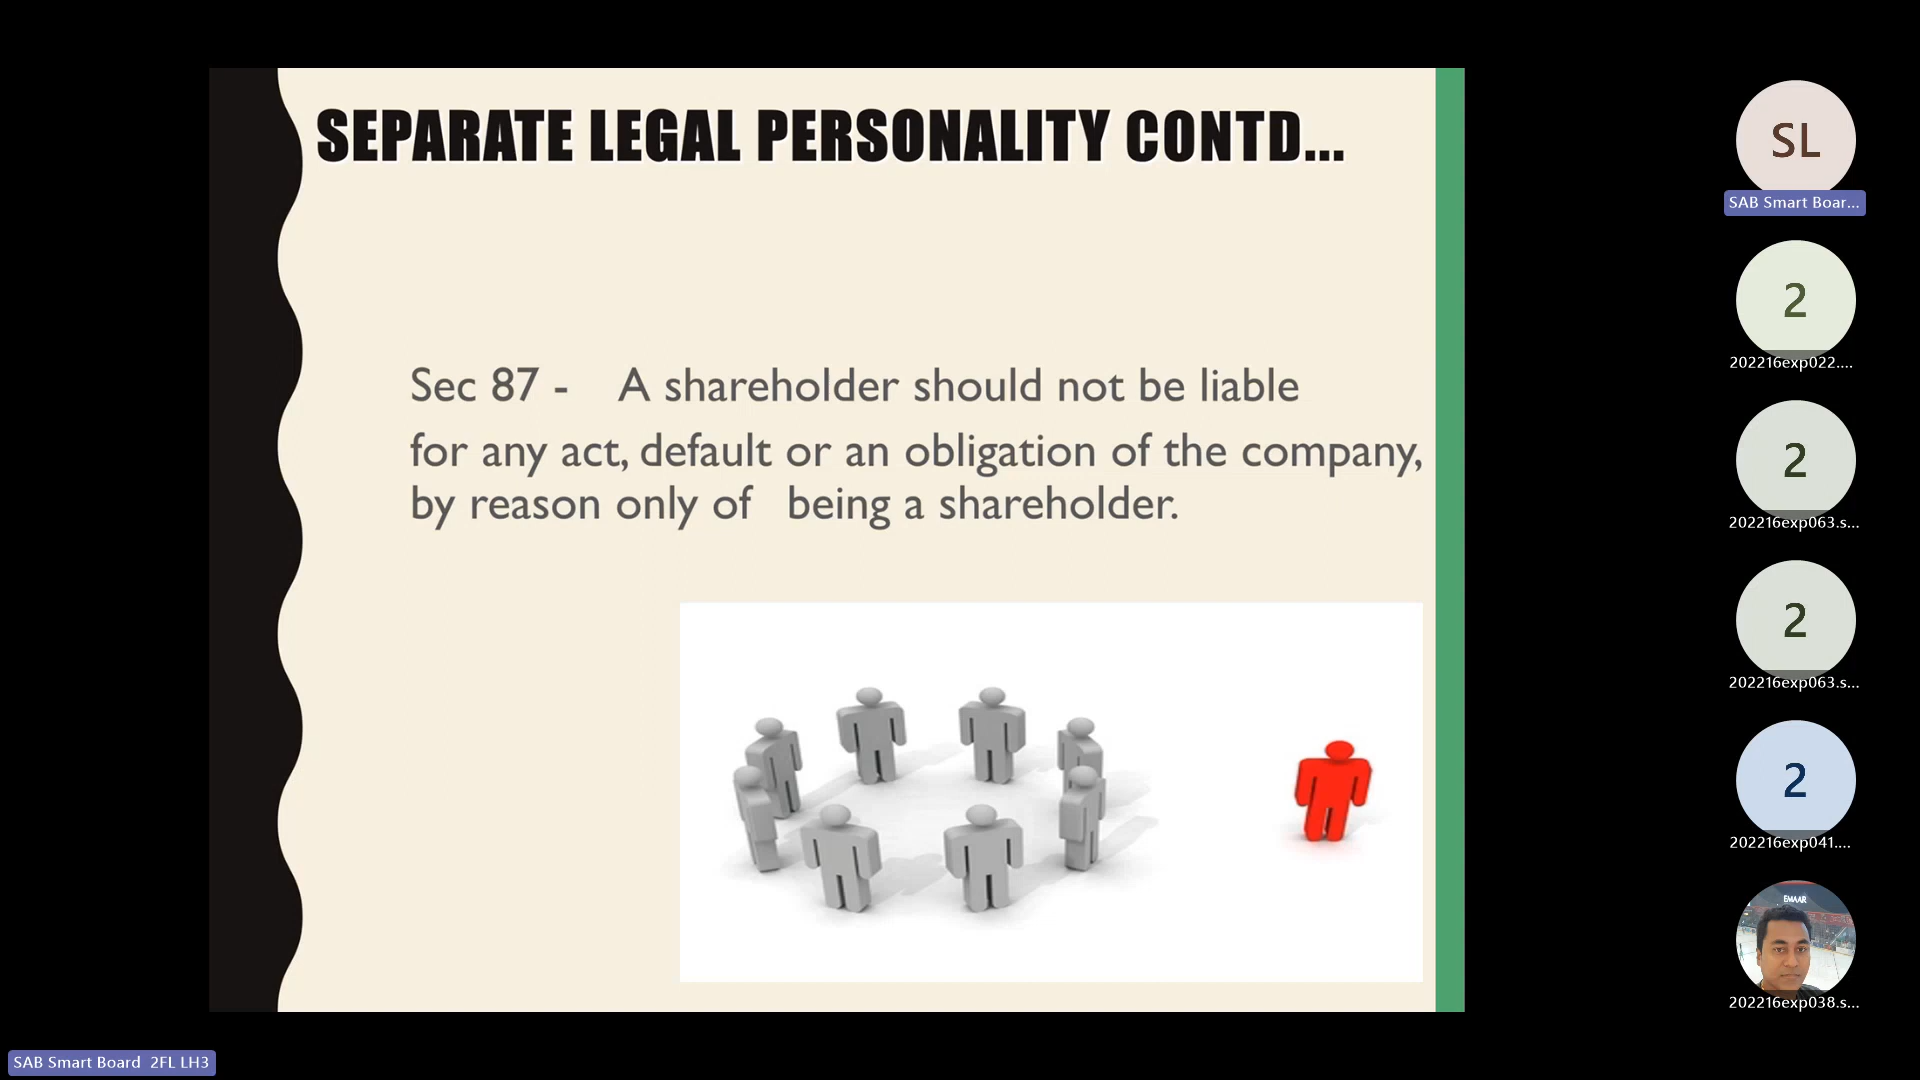 SEPARATE LEGAL PERSONALITY CONTD...
Sec 87 - A shareholder should not be liable
for any act, default or an obligation of the company,
by reason only of being a shareholder.
SL
SAB Smart Boar...
2
202216exp022....
2
202216exp063.s...
2
202216exp063.s...
2
202216exp041....
EMAAR
202216exp038.s...
SAB Smart Board 2FL LH3